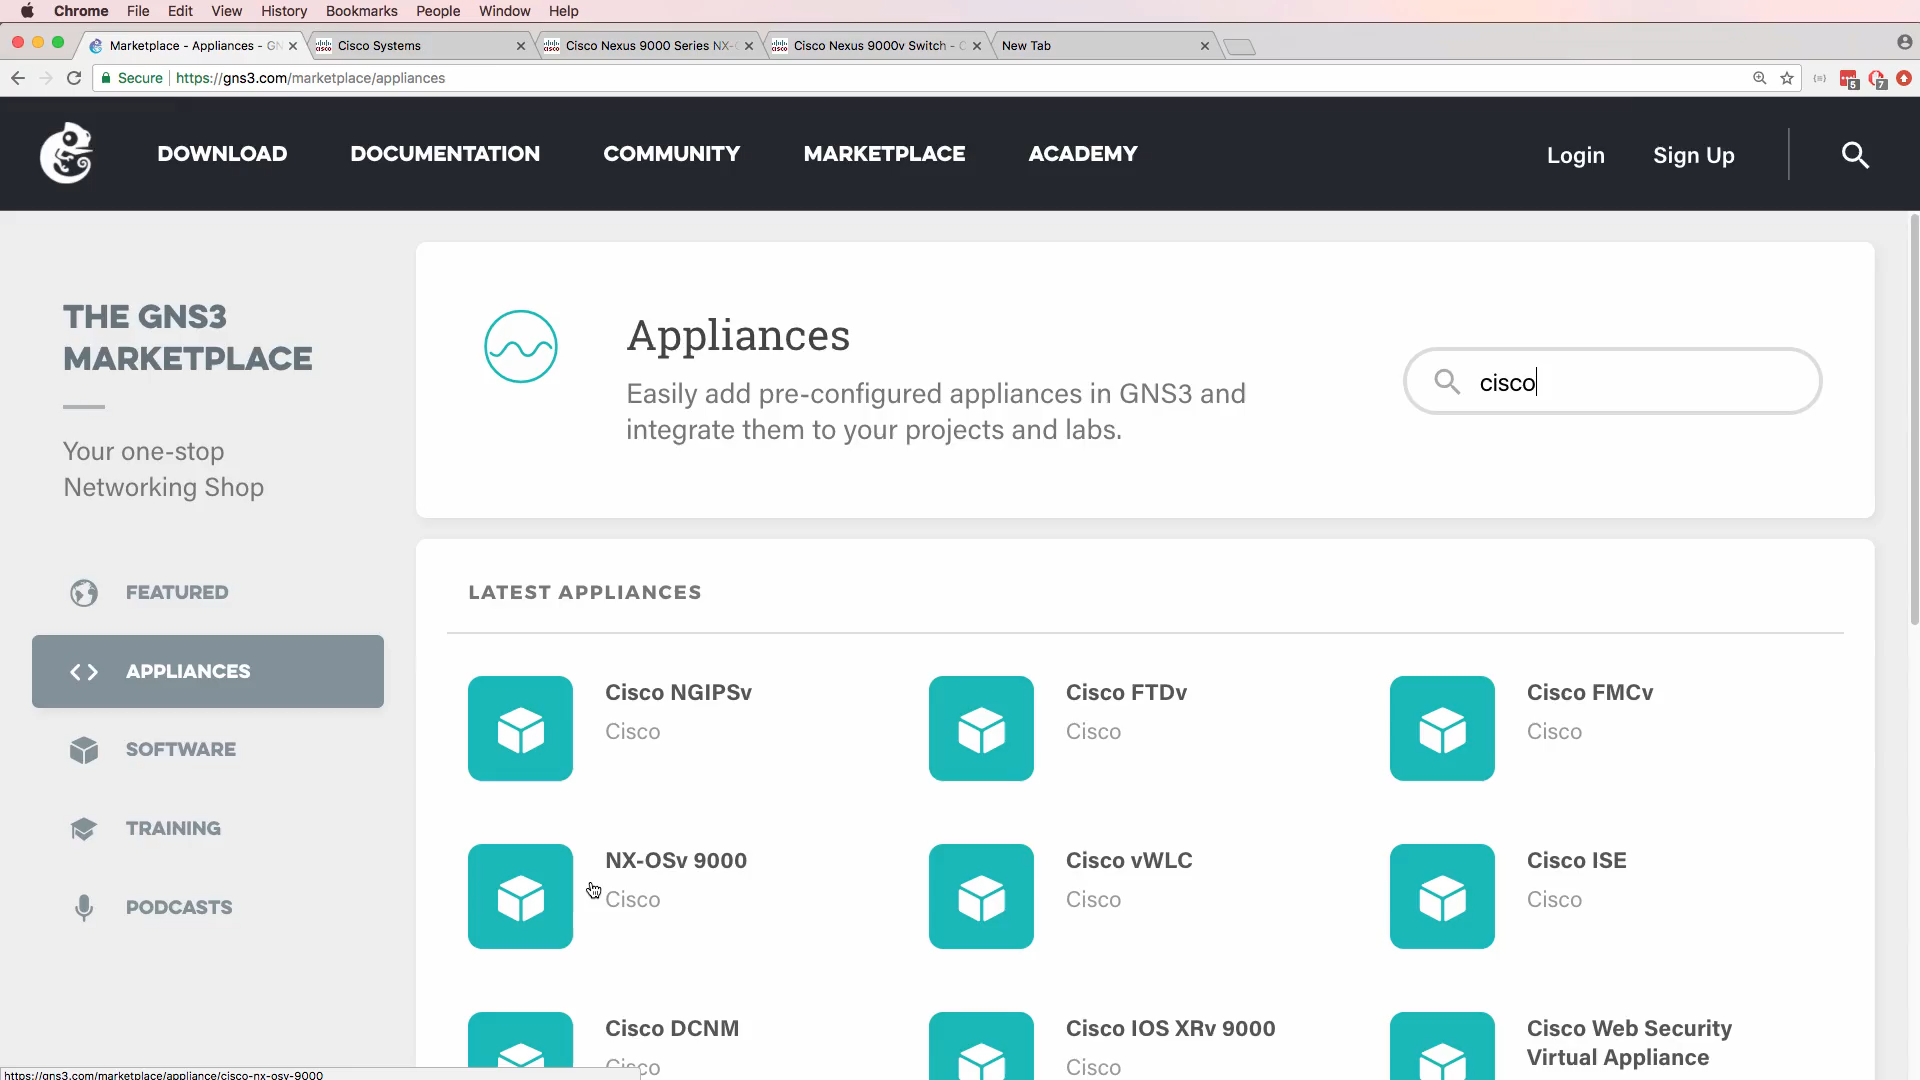 Chrome File Edit View History Bookmarks People Window Help
Marketplace - Appliances - GN
Cisco Systems
Cisco Nexus 9000 Series NX-
Cisco Nexus 9000v Switch - C
New Tab
Secure https://gns3.com/marketplace/appliances
5
7
DOWNLOAD DOCUMENTATION COMMUNITY MARKETPLACE ACADEMY
Login Sign Up
THE GNS3
MARKETPLACE
Your one-stop
Networking Shop
FEATURED
APPLIANCES
SOFTWARE
TRAINING
PODCASTS
Appliances
Easily add pre-configured appliances in GNS3 and
integrate them to your projects and labs.
cisco
LATEST APPLIANCES
Cisco NGIPSv
Cisco
Cisco FTDv
Cisco
Cisco FMCv
Cisco
NX-OSv 9000
Cisco
Cisco vWLC
Cisco
Cisco ISE
Cisco
Cisco DCNM
Cisco
Cisco IOS XRv 9000
Cisco
Cisco Web Security
Virtual Appliance
https://gns3.com/marketplace/appliance/cisco-nx-osv-9000